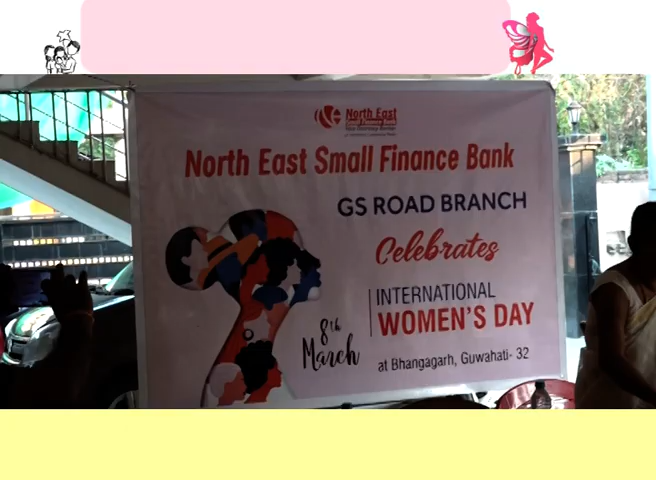 North East
North East Small Finance Bank
GS ROAD BRANCH
Celebrates
INTERNATIONAL
WOMEN'S DAY
8th
March
at Bhangagarh, Guwahati- 32